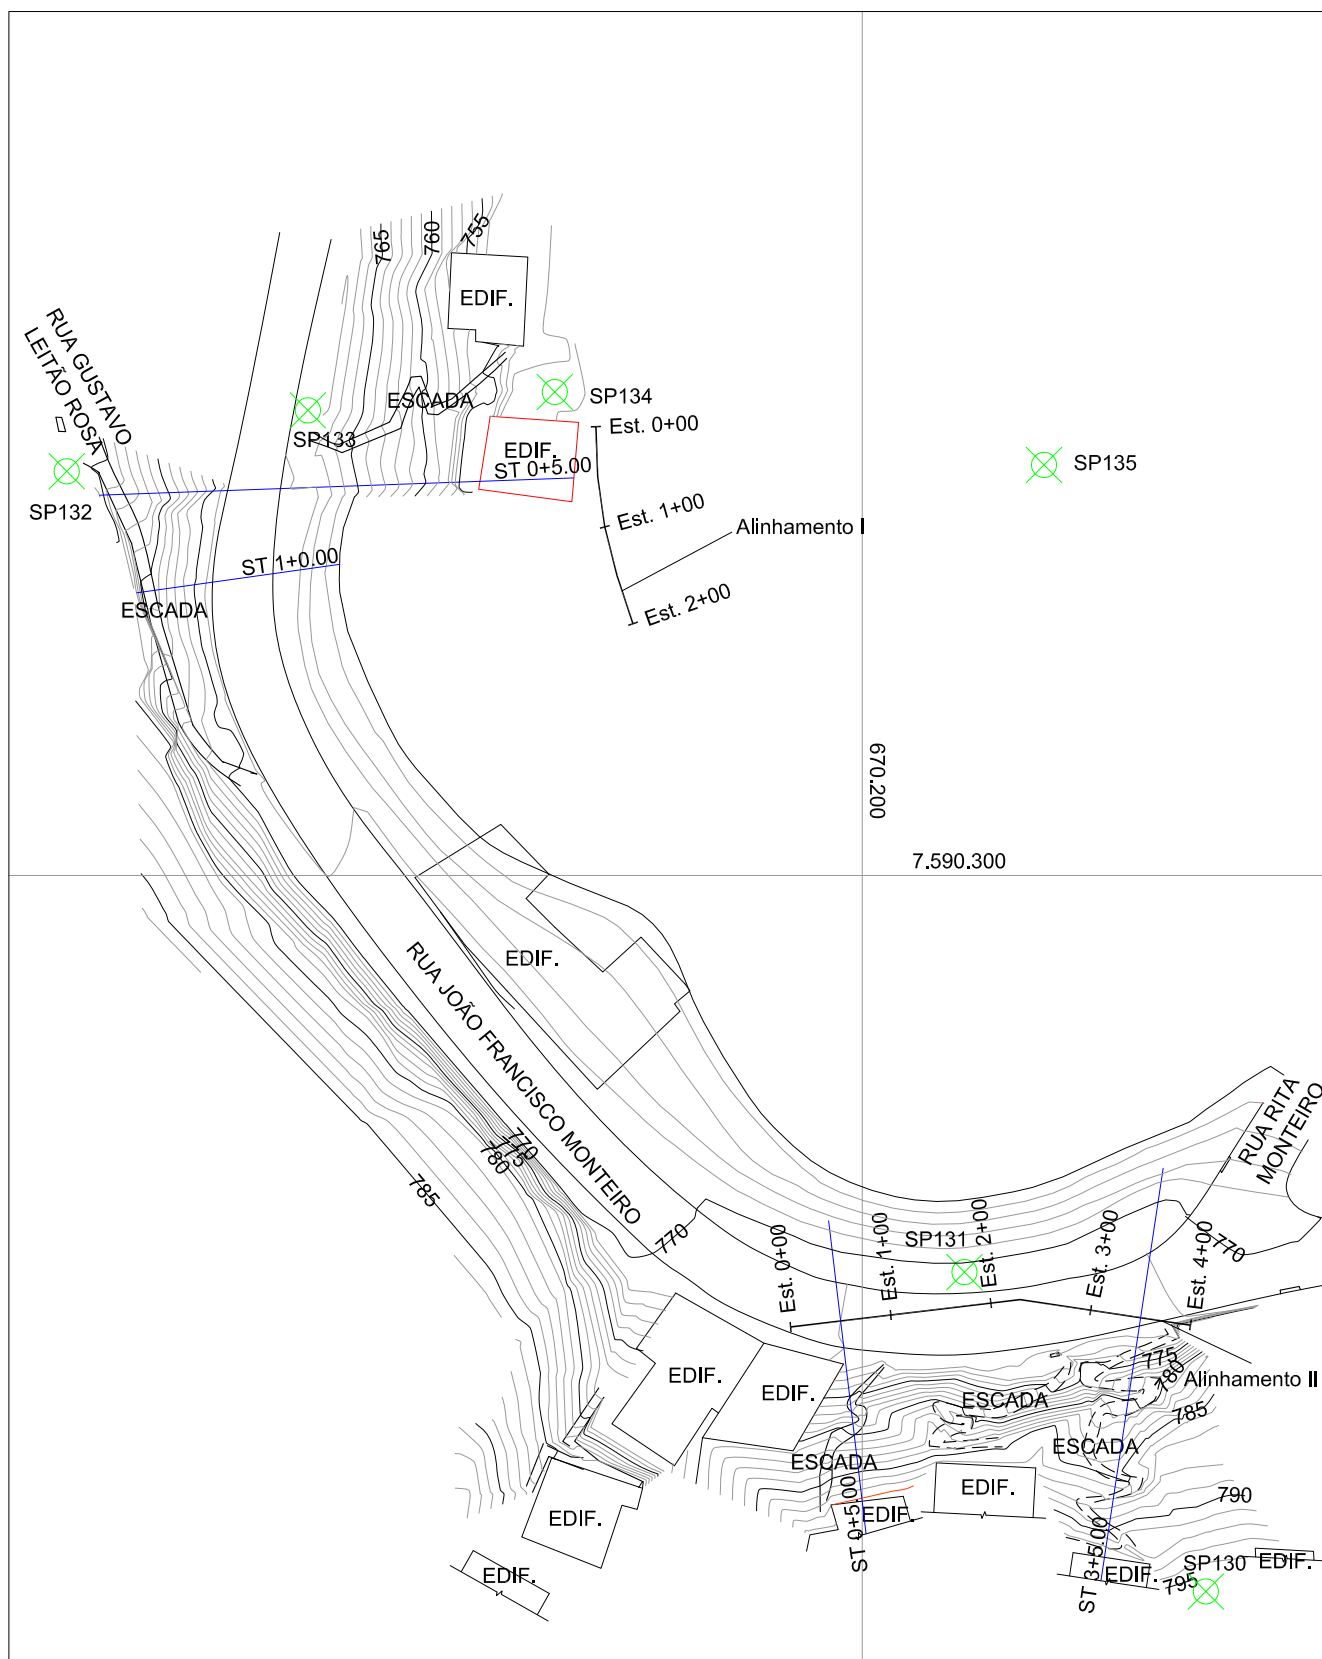 765
760
755
EDIF.
RUA GUSTAVO
LEITÃO ROSA
ESCADA
SP134
SP133
Est. 0+00
EDIF.
ST 0+5.00
SP135
SP132
Est. 1+00
Alinhamento I
ST 1+0.00
ESCADA
Est. 2+00
670.200
7.590.300
EDIF.
RUA JOÃO FRANCISCO MONTEIRO
770
775
780
785
RUA RITA
MONTEIRO
770
SP131
Est. 0+00
Est. 1+00
Est. 2+00
Est. 3+00
Est. 4+00
770
775
780
Alinhamento II
EDIF.
EDIF.
ESCADA
785
ESCADA
ESCADA
EDIF.
790
EDIF.
EDIF.
ST 0+5.00
ST 3+5.00
EDIF.
EDIF.
795
SP130
EDIF.